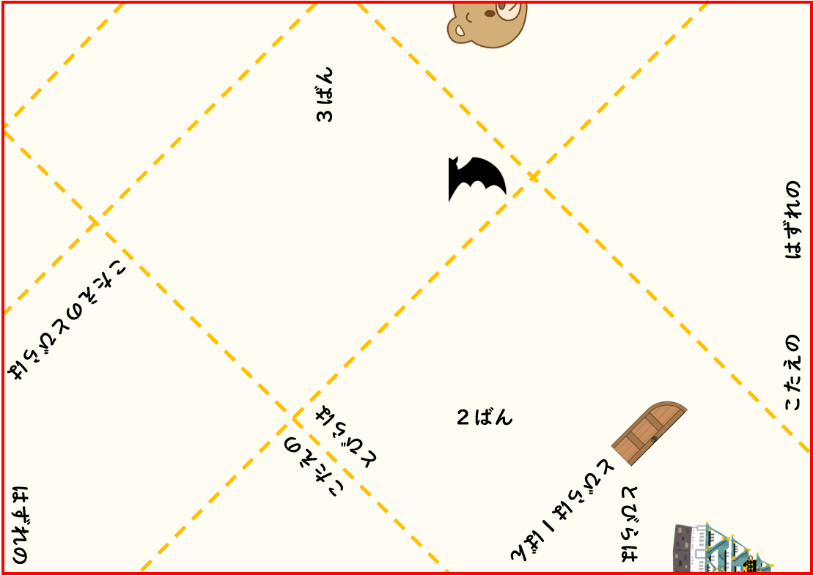 3ばん
はずれの
こたえの
こたえのとびらは
とびらは
こたえの
2ばん
とびらは1ばん
とびらは
はずれの